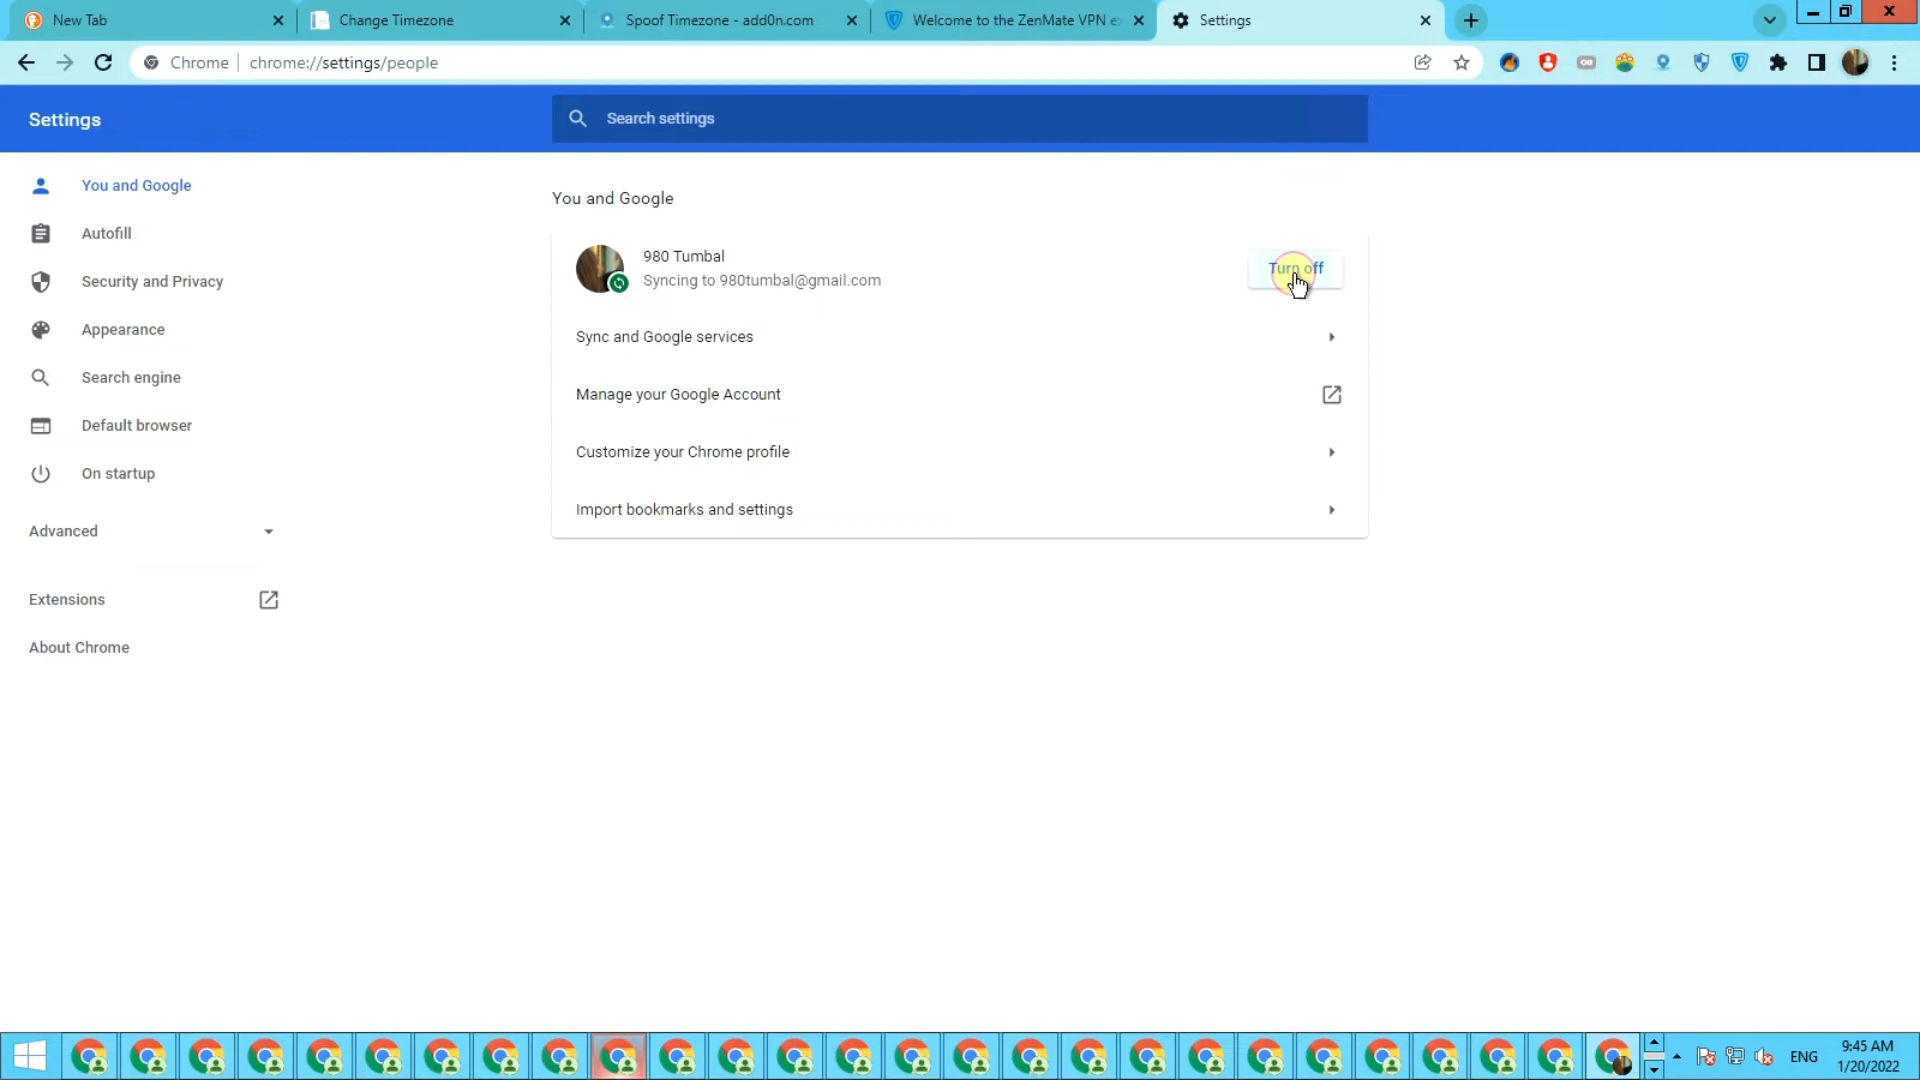 New Tab
Change Timezone
Spoof Timezone - add0n.com
Welcome to the ZenMate VPN ex
Settings
Chrome
chrome://settings/people
Settings
Search settings
You and Google
Autofill
Security and Privacy
Appearance
Search engine
Default browser
On startup
Advanced
Extensions
About Chrome
You and Google
980 Tumbal
Syncing to 980tumbal@gmail.com
Turn off
Sync and Google services
Manage your Google Account
Customize your Chrome profile
Import bookmarks and settings
ENG
9:45 AM
1/20/2022